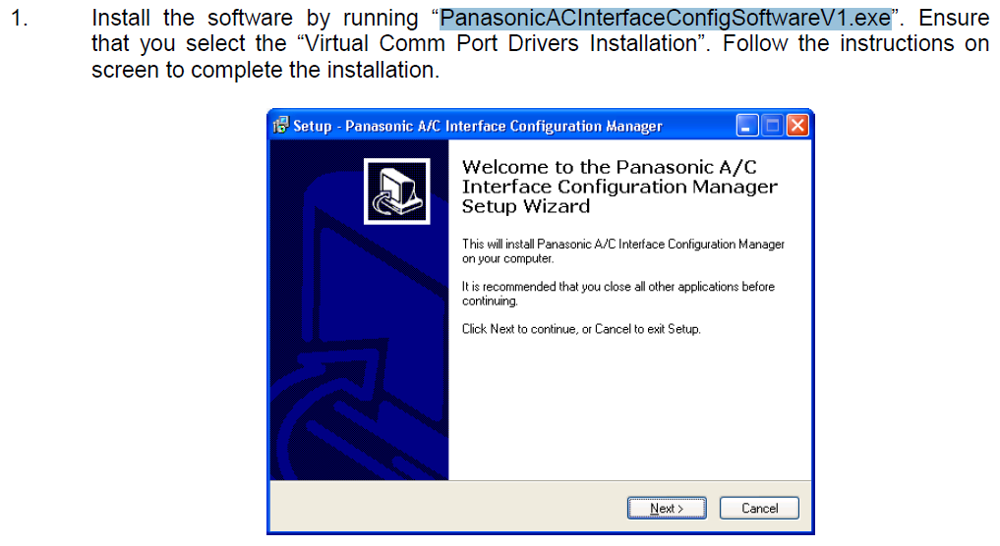 1. Install the software by running “PanasonicACInterfaceConfigSoftwareV1.exe”. Ensure
that you select the “Virtual Comm Port Drivers Installation”. Follow the instructions on
screen to complete the installation.
Setup - Panasonic A/C Interface Configuration Manager
Welcome to the Panasonic A/C
Interface Configuration Manager
Setup Wizard
This will install Panasonic A/C Interface Configuration Manager
on your computer.
It is recommended that you close all other applications before
continuing.
Click Next to continue, or Cancel to exit Setup.
Next > Cancel